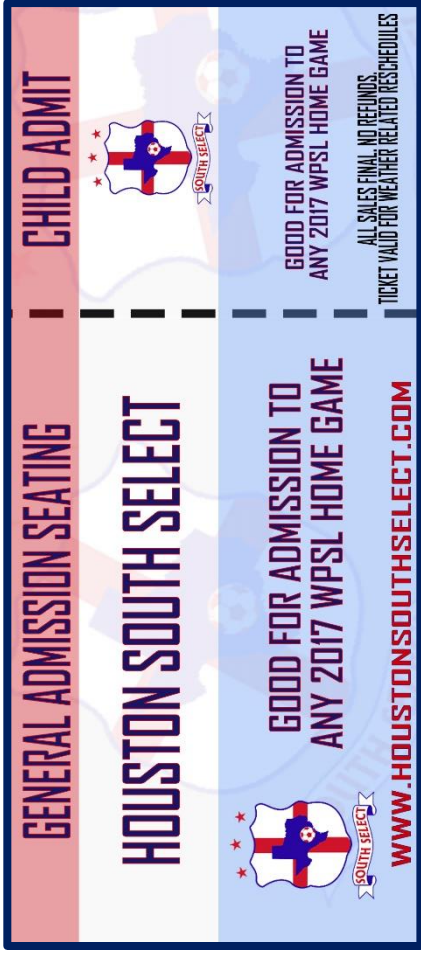 GENERAL ADMISSION SEATING
HOUSTON SOUTH SELECT
GOOD FOR ADMISSION TO
ANY 2017 WPSL HOME GAME
SOUTH SELECT
WWW.HOUSTONSOUTHSELECT.COM
CHILD ADMIT
SOUTH SELECT
GOOD FOR ADMISSION TO
ANY 2017 WPSL HOME GAME
ALL SALES FINAL. NO REFUNDS.
TICKET VALID FOR WEATHER RELATED RESCHEDULES